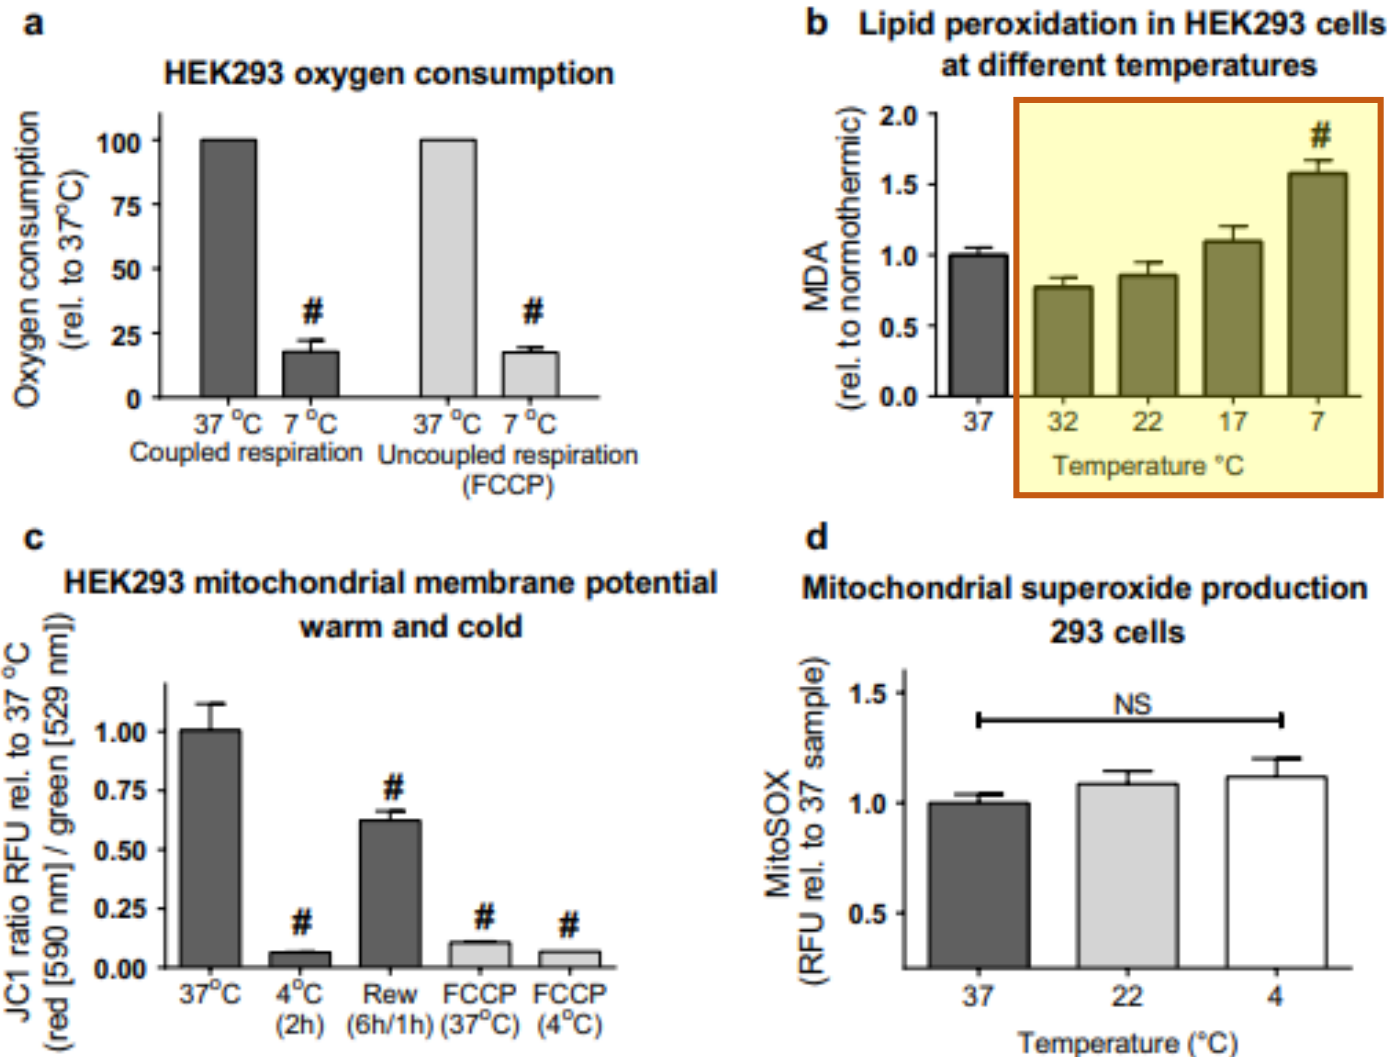 a
HEK293 oxygen consumption
Oxygen consumption
(rel. to 37°C)
100
75
50
25
0
#
#
37 °C 7 °C 37 °C 7 °C
Coupled respiration Uncoupled respiration
(FCCP)
b
Lipid peroxidation in HEK293 cells
at different temperatures
MDA
(rel. to normothermic)
2.0
1.5
1.0
0.5
0.0
#
37 32 22 17 7
Temperature °C
c
HEK293 mitochondrial membrane potential
warm and cold
JC1 ratio RFU rel. to 37 °C
(red [590 nm] / green [529 nm])
1.00
0.75
0.50
0.25
0.00
#
#
#
#
37°C 4°C Rew FCCP FCCP
(2h) (6h/1h) (37°C) (4°C)
d
Mitochondrial superoxide production
293 cells
MitoSOX
(RFU rel. to 37 sample)
1.5
1.0
0.5
NS
37 22 4
Temperature (°C)